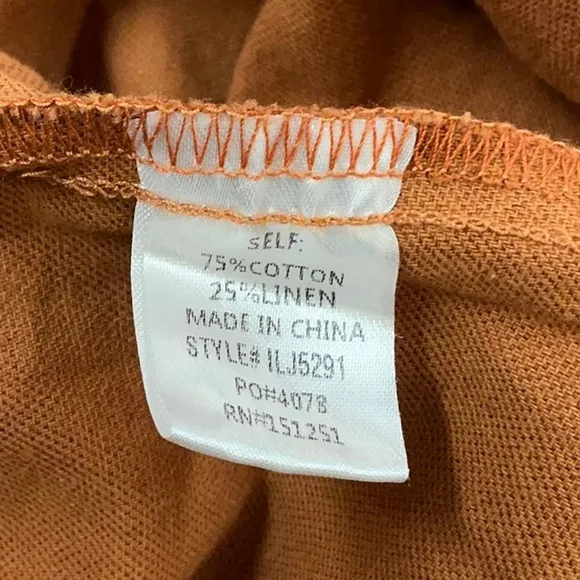 sELF:
75%COTTON
25%LINEN
MADE IN CHINA
STYLE# ILJ5291
PO#4078
RN#151251